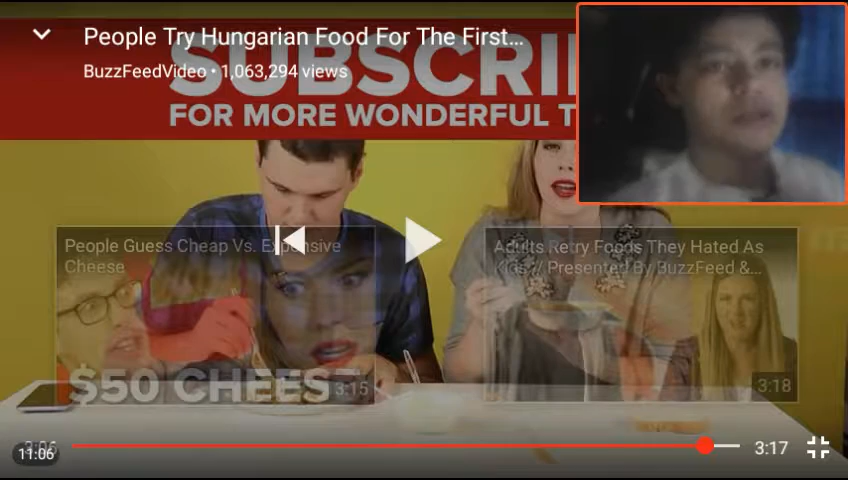 People Try Hungarian Food For The First...
BuzzFeedVideo • 1,063,294 views
SUBSCRI
FOR MORE WONDERFUL T
People Guess Cheap Vs. Expensive
Cheese
Adults Retry Foods They Hated As
Kids // Presented By BuzzFeed &...
$50 CHEESE
3:15
3:18
3:06
11:06
3:17